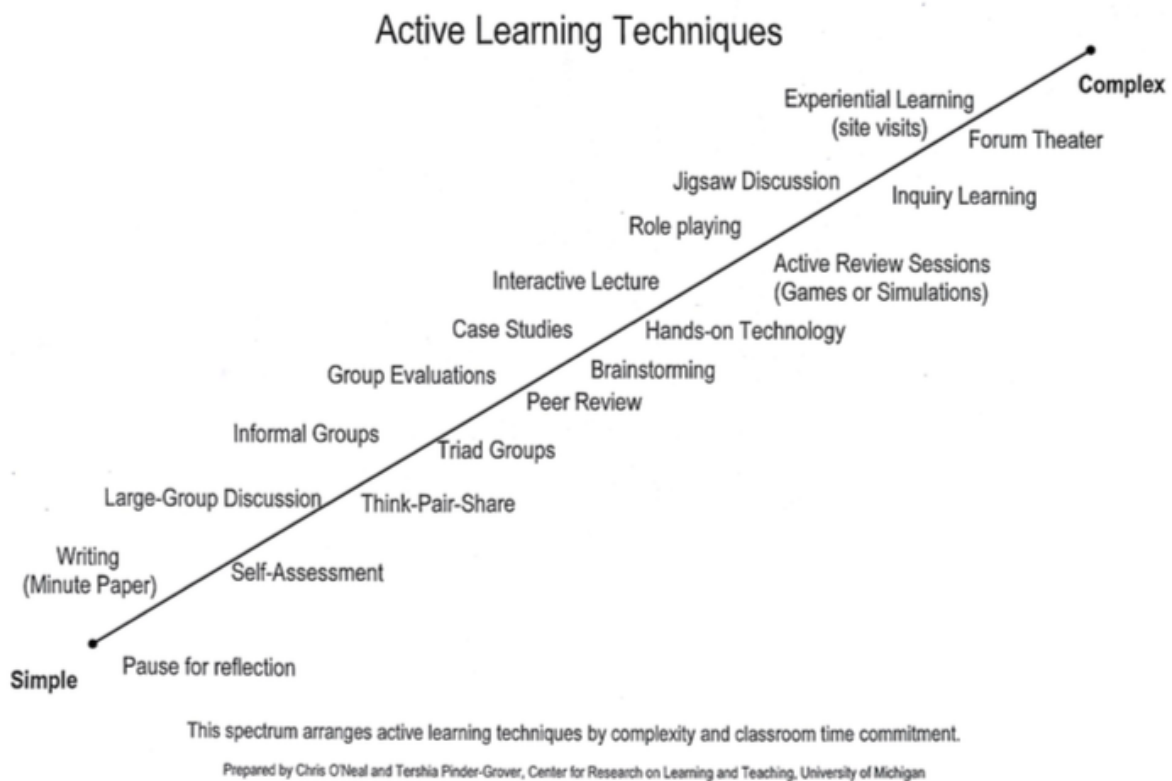 Active Learning Techniques
Complex
Experiential Learning
(site visits)
Forum Theater
Jigsaw Discussion
Inquiry Learning
Role playing
Active Review Sessions
(Games or Simulations)
Interactive Lecture
Case Studies
Hands-on Technology
Group Evaluations
Brainstorming
Peer Review
Informal Groups
Triad Groups
Large-Group Discussion
Think-Pair-Share
Writing
(Minute Paper)
Self-Assessment
Simple
Pause for reflection
This spectrum arranges active learning techniques by complexity and classroom time commitment.
Prepared by Chris O'Neal and Tershia Pinder-Grover, Center for Research on Learning and Teaching, University of Michigan